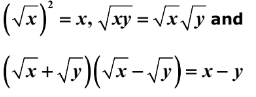 (√x)² = x, √xy = √x√y and
(√x + √y)(√x − √y) = x − y